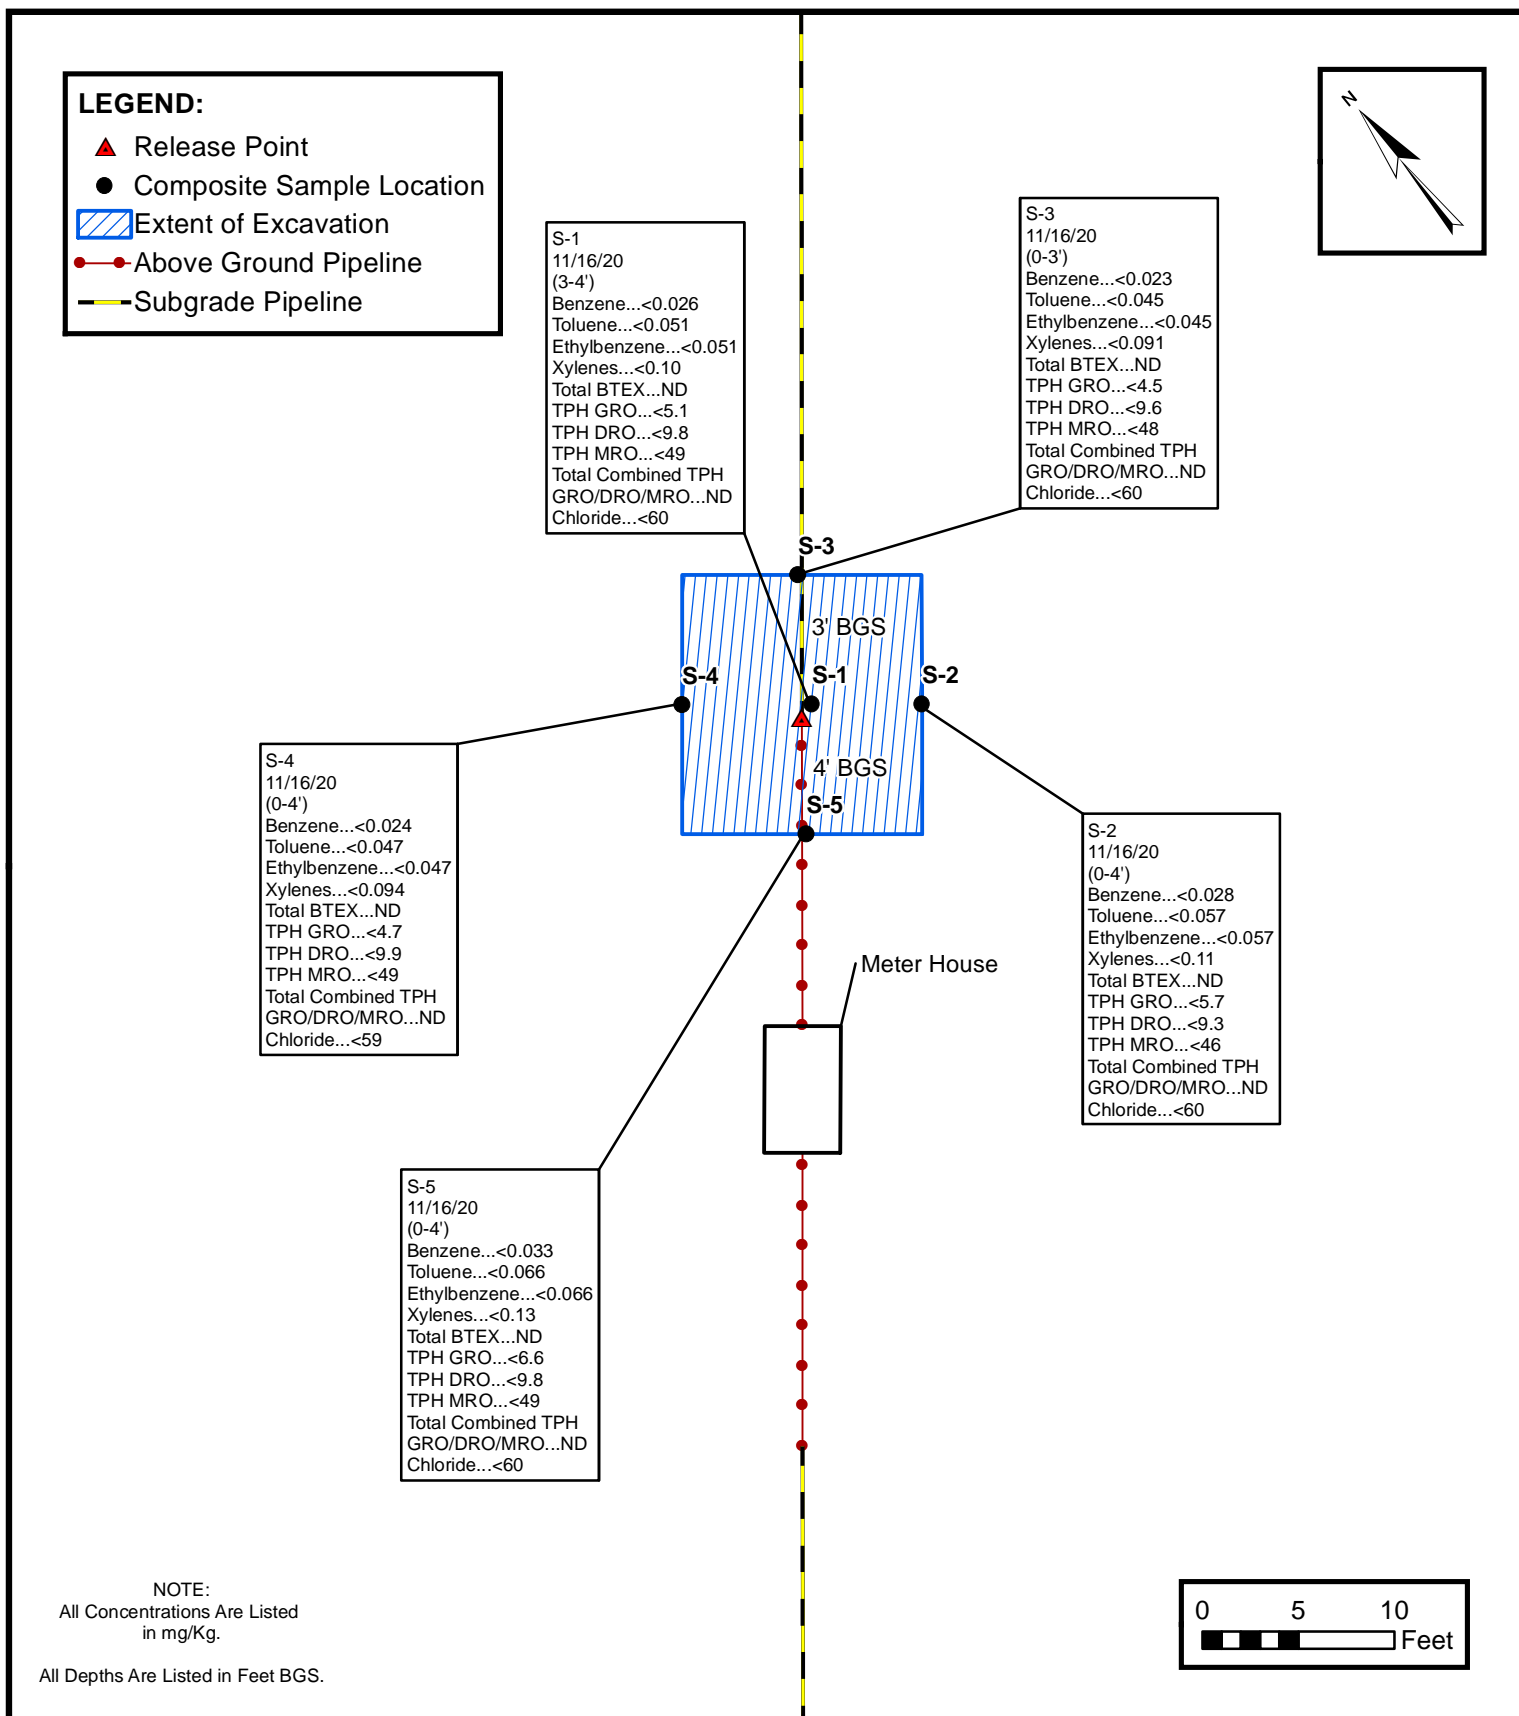 LEGEND:
Release Point
Composite Sample Location
Extent of Excavation
Above Ground Pipeline
Subgrade Pipeline
N
S-1
11/16/20
(3-4')
Benzene...<0.026
Toluene...<0.051
Ethylbenzene...<0.051
Xylenes...<0.10
Total BTEX...ND
TPH GRO...<5.1
TPH DRO...<9.8
TPH MRO...<49
Total Combined TPH
GRO/DRO/MRO...ND
Chloride...<60
S-3
11/16/20
(0-3')
Benzene...<0.023
Toluene...<0.045
Ethylbenzene...<0.045
Xylenes...<0.091
Total BTEX...ND
TPH GRO...<4.5
TPH DRO...<9.6
TPH MRO...<48
Total Combined TPH
GRO/DRO/MRO...ND
Chloride...<60
S-3
3' BGS
S-4
S-1
S-2
4' BGS
S-5
S-4
11/16/20
(0-4')
Benzene...<0.024
Toluene...<0.047
Ethylbenzene...<0.047
Xylenes...<0.094
Total BTEX...ND
TPH GRO...<4.7
TPH DRO...<9.9
TPH MRO...<49
Total Combined TPH
GRO/DRO/MRO...ND
Chloride...<59
S-2
11/16/20
(0-4')
Benzene...<0.028
Toluene...<0.057
Ethylbenzene...<0.057
Xylenes...<0.11
Total BTEX...ND
TPH GRO...<5.7
TPH DRO...<9.3
TPH MRO...<46
Total Combined TPH
GRO/DRO/MRO...ND
Chloride...<60
Meter House
S-5
11/16/20
(0-4')
Benzene...<0.033
Toluene...<0.066
Ethylbenzene...<0.066
Xylenes...<0.13
Total BTEX...ND
TPH GRO...<6.6
TPH DRO...<9.8
TPH MRO...<49
Total Combined TPH
GRO/DRO/MRO...ND
Chloride...<60
NOTE:
All Concentrations Are Listed
in mg/Kg.
All Depths Are Listed in Feet BGS.
0 5 10
Feet